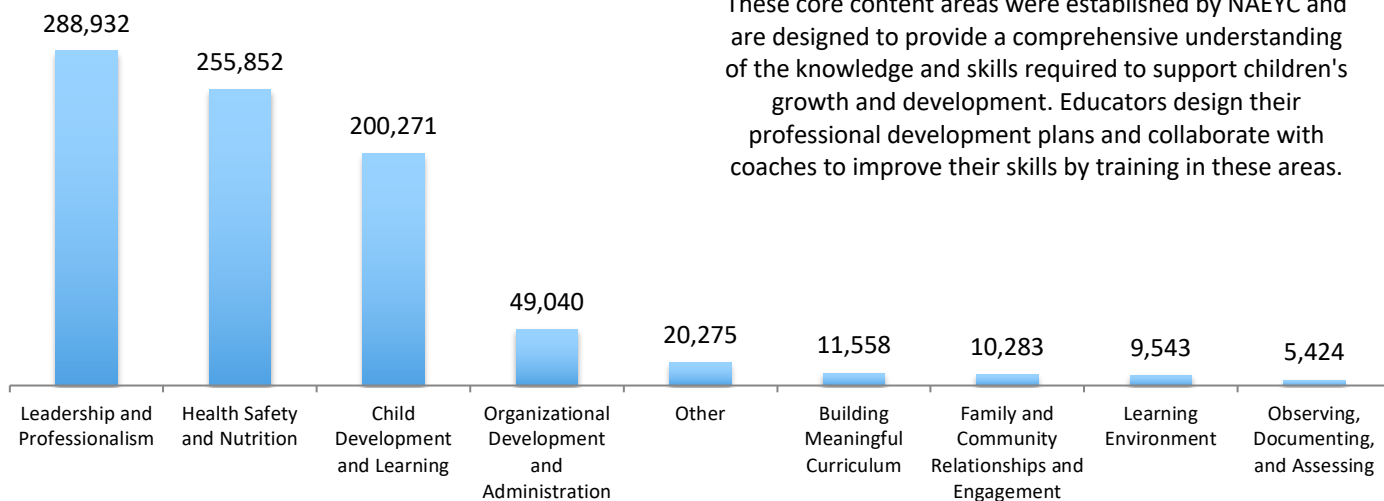 These core content areas were established by NAEYC and
are designed to provide a comprehensive understanding
of the knowledge and skills required to support children's
growth and development. Educators design their
professional development plans and collaborate with
coaches to improve their skills by training in these areas.
288,932
255,852
200,271
49,040
20,275
11,558
10,283
9,543
5,424
Leadership and
Professionalism
Health Safety
and Nutrition
Child
Development
and Learning
Organizational
Development
and
Administration
Other
Building
Meaningful
Curriculum
Family and
Community
Relationships and
Engagement
Learning
Environment
Observing,
Documenting,
and Assessing